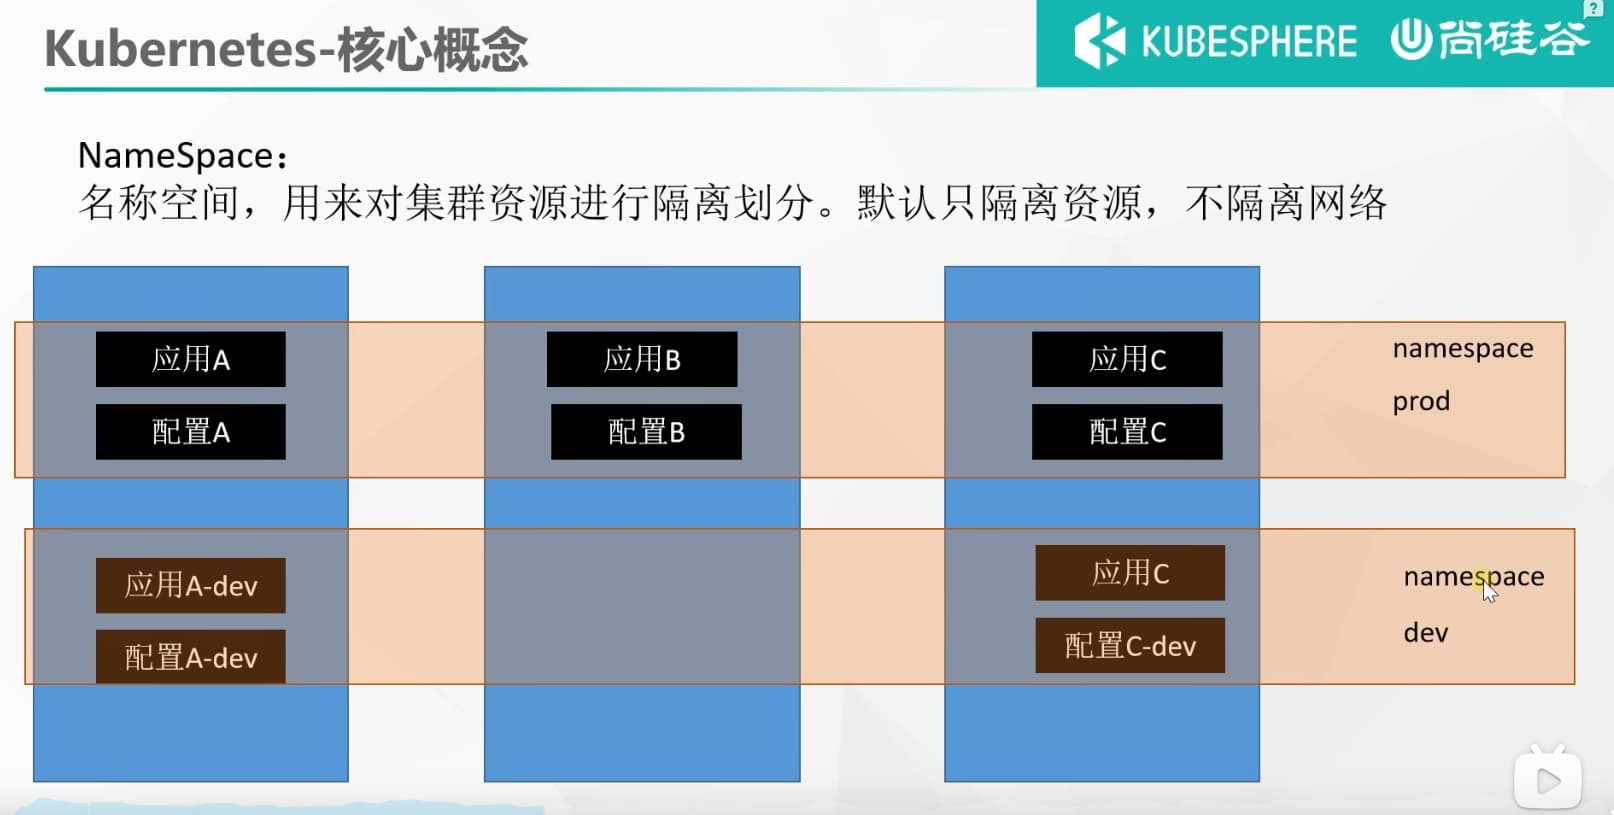 Kubernetes-核心概念
KUBESPHERE 尚硅谷
?
NameSpace：
名称空间，用来对集群资源进行隔离划分。默认只隔离资源，不隔离网络
应用A
应用B
应用C
namespace
配置A
配置B
配置C
prod
应用A-dev
应用C
namespace
配置A-dev
配置C-dev
dev